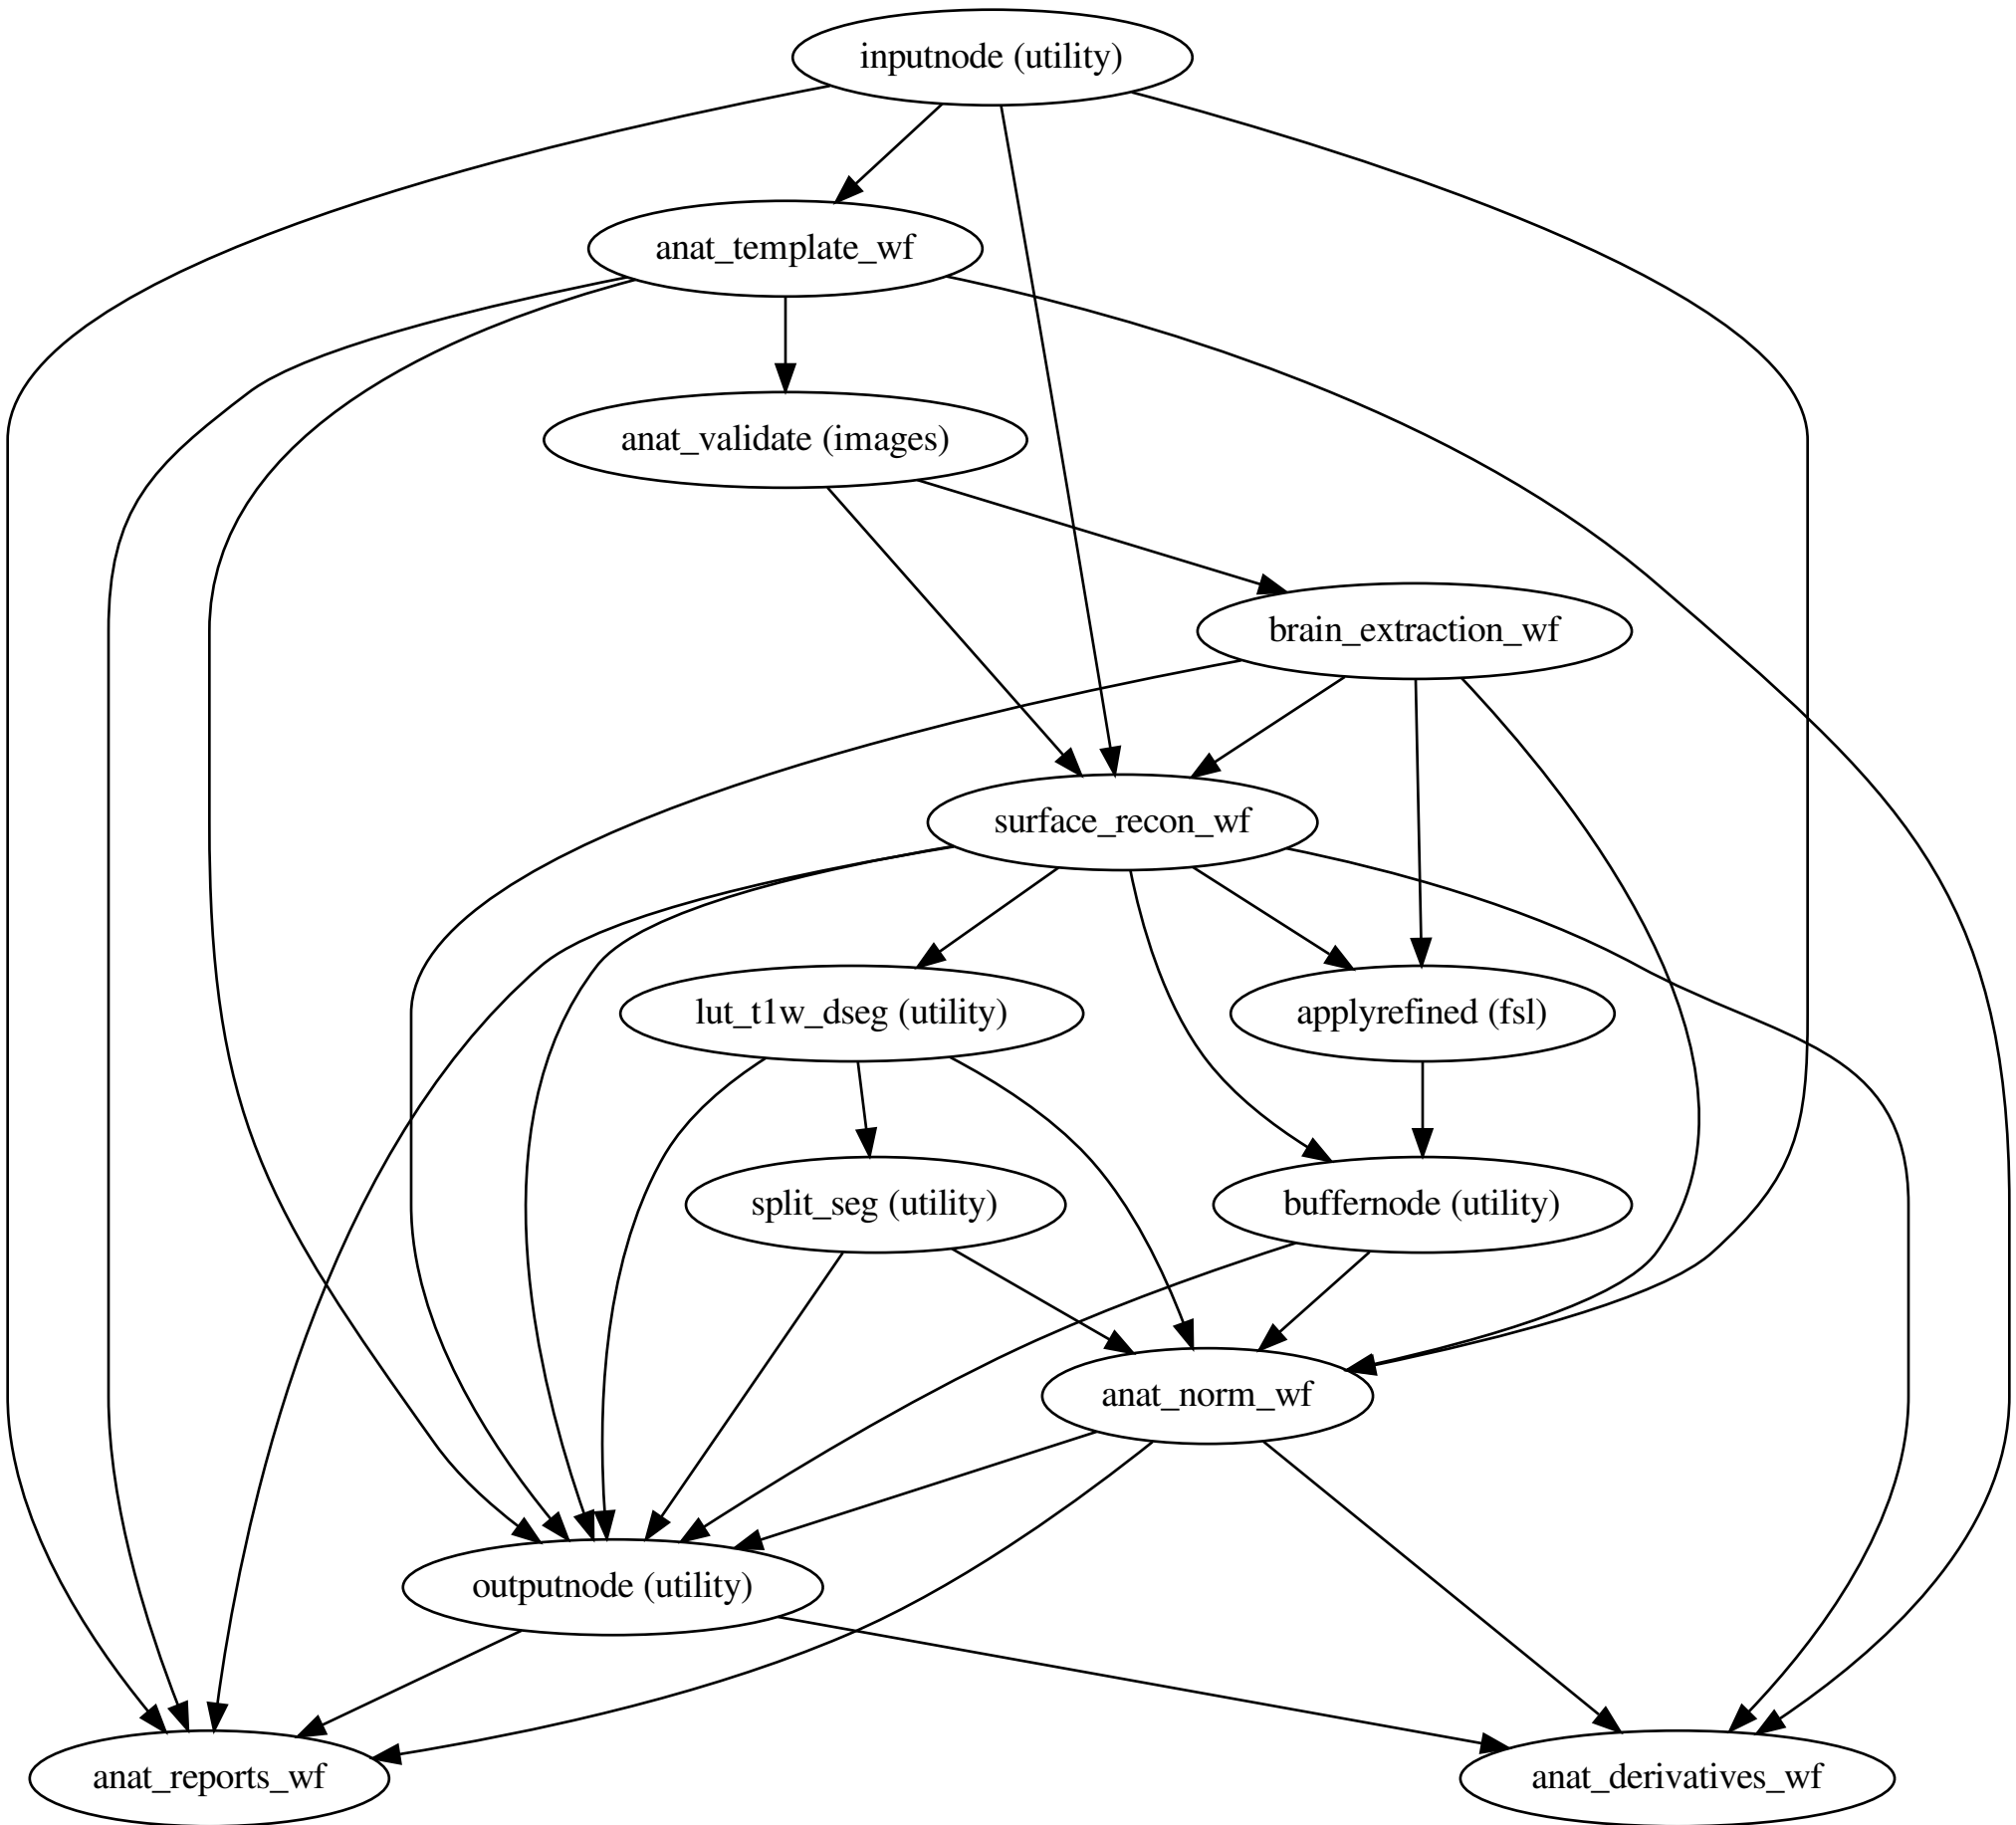 inputnode (utility)
anat_template_wf
anat_validate (images)
brain_extraction_wf
surface_recon_wf
lut_t1w_dseg (utility)
applyrefined (fsl)
split_seg (utility)
buffernode (utility)
anat_norm_wf
outputnode (utility)
anat_reports_wf
anat_derivatives_wf